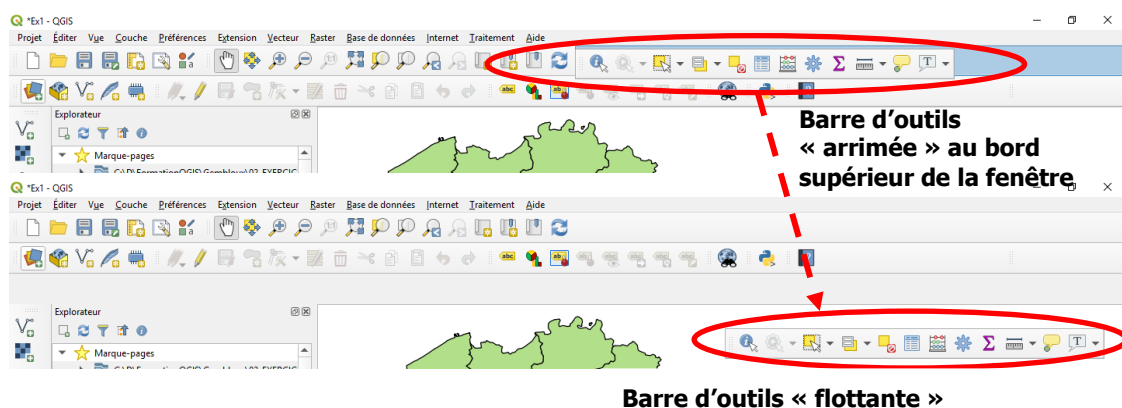 *Ex1 - QGIS
Projet Éditer Vue Couche Préférences Extension Vecteur Raster Base de données Internet Traitement Aide
abc
Explorateur
Marque-pages
Barre d'outils
« arrimée » au bord
supérieur de la fenêtre
*Ex1 - QGIS
Projet Éditer Vue Couche Préférences Extension Vecteur Raster Base de données Internet Traitement Aide
abc
Explorateur
Marque-pages
Barre d'outils « flottante »